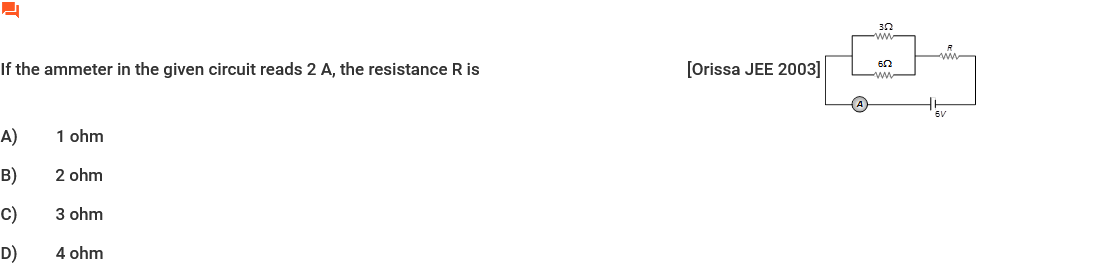 If the ammeter in the given circuit reads 2 A, the resistance R is [Orissa JEE 2003]
3Ω
R
6Ω
A
6V
A) 1 ohm
B) 2 ohm
C) 3 ohm
D) 4 ohm